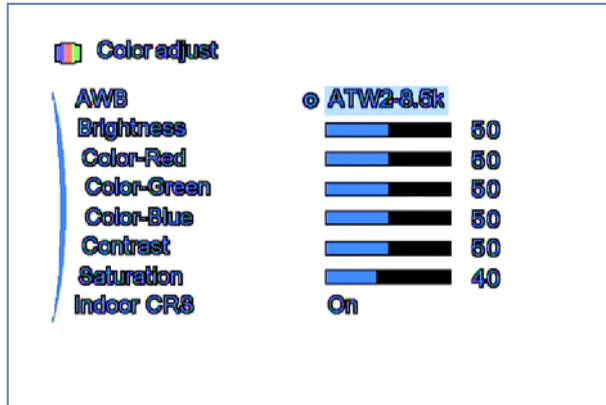 Color adjust
AWB ATW2-8.5k
Brightness 50
Color-Red 50
Color-Green 50
Color-Blue 50
Contrast 50
Saturation 40
Indoor CRS On